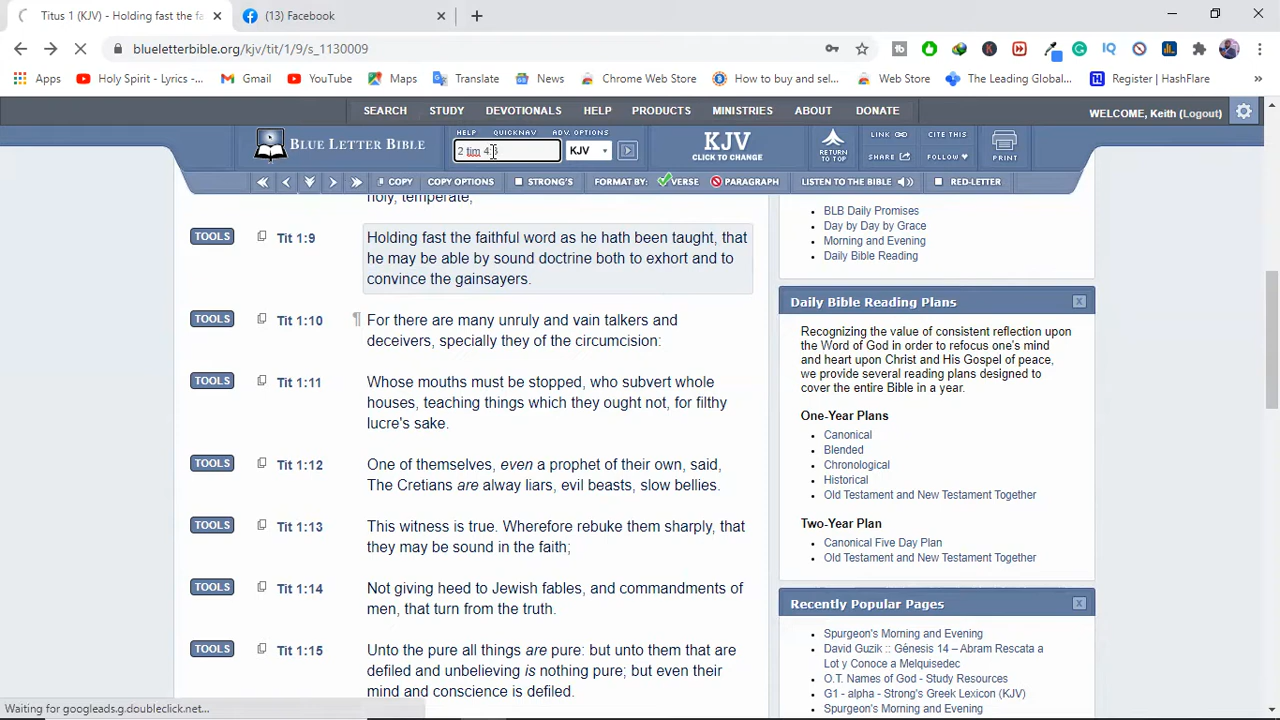 Titus 1 (KJV) - Holding fast the fa
(13) Facebook
blueletterbible.org/kjv/tit/1/9/s_1130009
Apps
Holy Spirit - Lyrics -...
Gmail
YouTube
Maps
Translate
News
Chrome Web Store
How to buy and sel...
Web Store
The Leading Global...
Register | HashFlare
SEARCH STUDY DEVOTIONALS HELP PRODUCTS MINISTRIES ABOUT DONATE
WELCOME, Keith (Logout)
BLUE LETTER BIBLE
HELP QUICKNAV ADV. OPTIONS
2 tim 4:
KJV
KJV
CLICK TO CHANGE
RETURN
TO TOP
LINK
CITE THIS
SHARE
FOLLOW
PRINT
COPY COPY OPTIONS STRONG'S FORMAT BY: VERSE PARAGRAPH LISTEN TO THE BIBLE RED-LETTER
holy, temperate;
TOOLS Tit 1:9 Holding fast the faithful word as he hath been taught, that
he may be able by sound doctrine both to exhort and to
convince the gainsayers.
TOOLS Tit 1:10 ¶ For there are many unruly and vain talkers and
deceivers, specially they of the circumcision:
TOOLS Tit 1:11 Whose mouths must be stopped, who subvert whole
houses, teaching things which they ought not, for filthy
lucre's sake.
TOOLS Tit 1:12 One of themselves, even a prophet of their own, said,
The Cretians are alway liars, evil beasts, slow bellies.
TOOLS Tit 1:13 This witness is true. Wherefore rebuke them sharply, that
they may be sound in the faith;
TOOLS Tit 1:14 Not giving heed to Jewish fables, and commandments of
men, that turn from the truth.
TOOLS Tit 1:15 Unto the pure all things are pure: but unto them that are
defiled and unbelieving is nothing pure; but even their
mind and conscience is defiled.
BLB Daily Promises
Day by Day by Grace
Morning and Evening
Daily Bible Reading
Daily Bible Reading Plans
Recognizing the value of consistent reflection upon
the Word of God in order to refocus one's mind
and heart upon Christ and His Gospel of peace,
we provide several reading plans designed to
cover the entire Bible in a year.
One-Year Plans
Canonical
Blended
Chronological
Historical
Old Testament and New Testament Together
Two-Year Plan
Canonical Five Day Plan
Old Testament and New Testament Together
Recently Popular Pages
Spurgeon's Morning and Evening
David Guzik :: Génesis 14 – Abram Rescata a
Lot y Conoce a Melquisedec
O.T. Names of God - Study Resources
G1 - alpha - Strong's Greek Lexicon (KJV)
Spurgeon's Morning and Evening
Waiting for googleads.g.doubleclick.net...